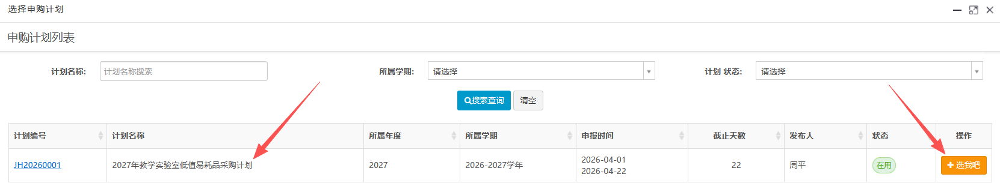 选择申购计划
申购计划列表
计划名称: 计划名称搜索 所属学期: 请选择 计划 状态: 请选择
搜索查询 清空
计划编号 计划名称 所属年度 所属学期 申报时间 截止天数 发布人 状态 操作
JH20260001 2027年教学实验室低值易耗品采购计划 2027 2026-2027学年 2026-04-01 22 周平 在用 选我吧
2026-04-22